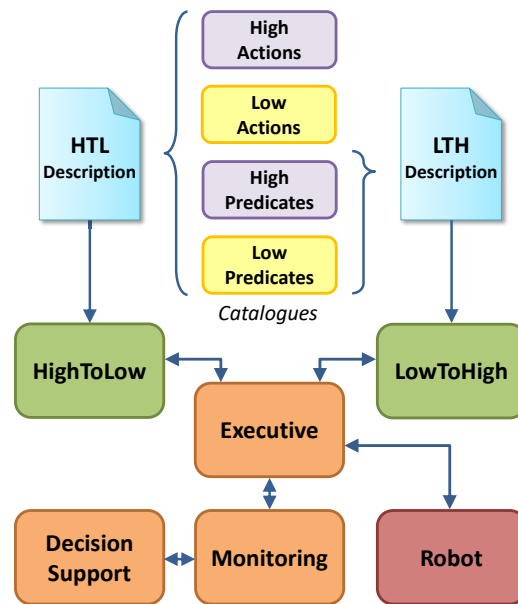 High
Actions
HTL
Description
Low
Actions
LTH
Description
High
Predicates
Low
Predicates
Catalogues
HighToLow
LowToHigh
Executive
Decision
Support
Monitoring
Robot